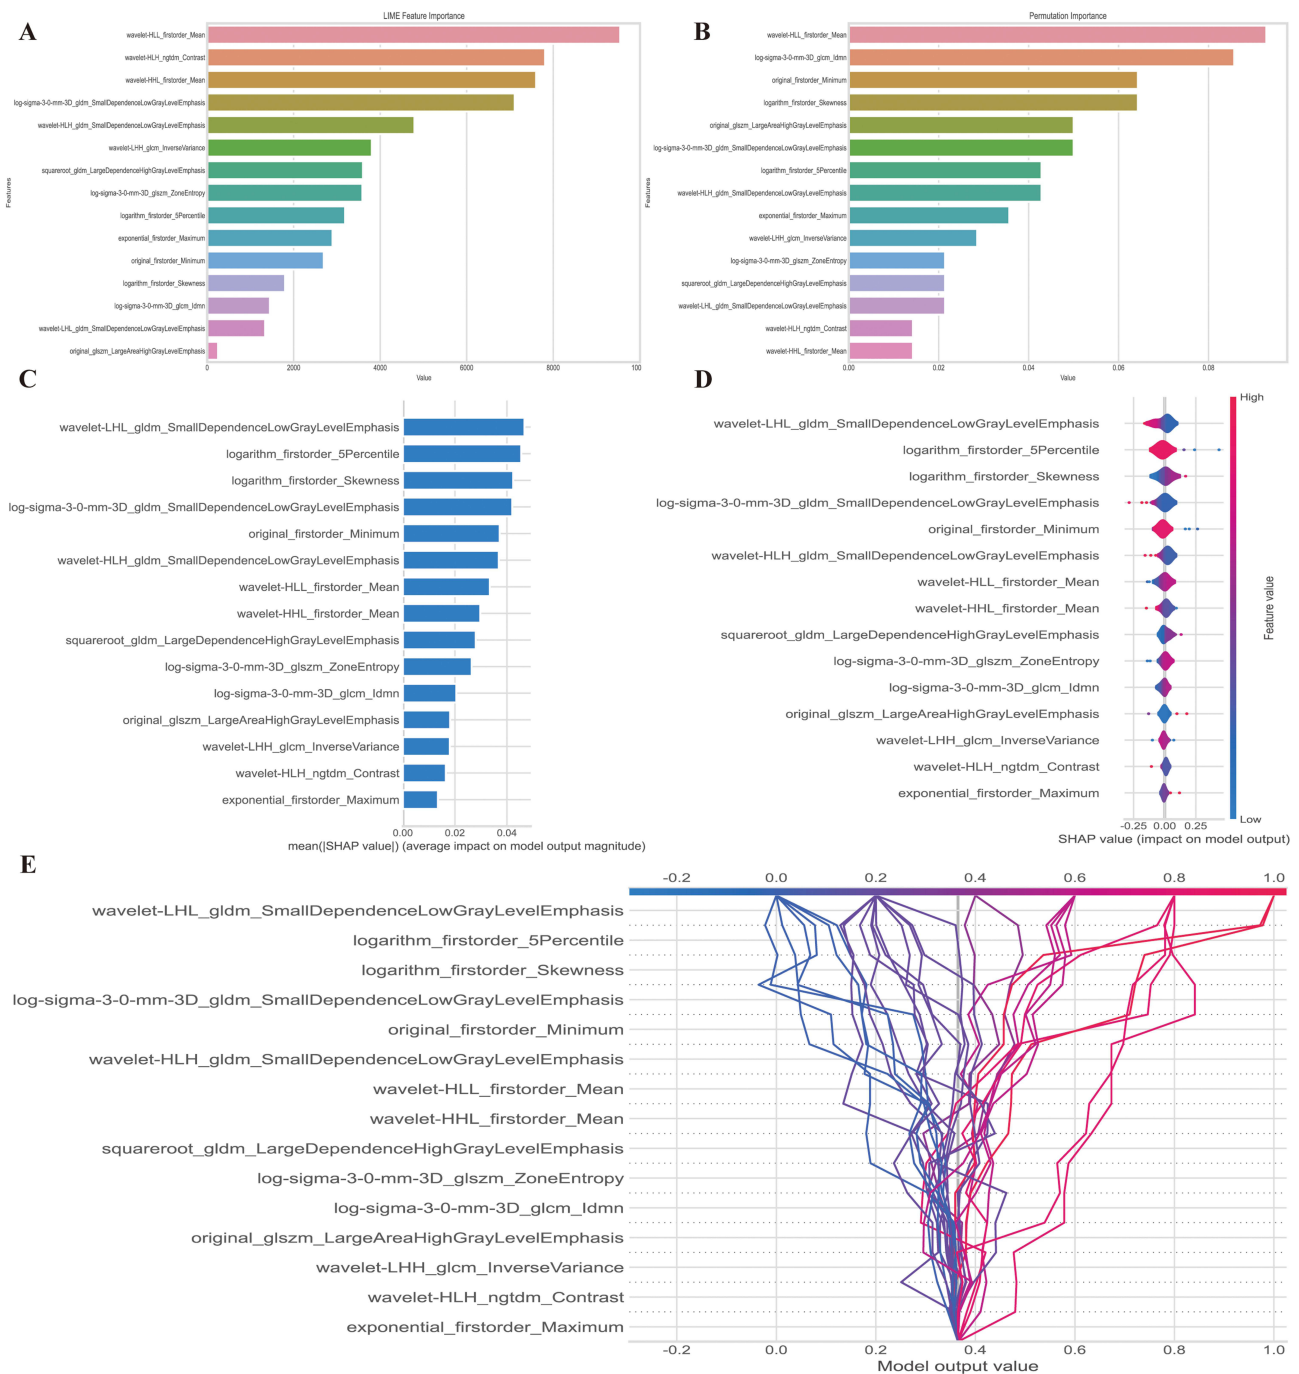 A
LIME Feature Importance
wavelet-HLL_firstorder_Mean
wavelet-HLH_ngtdm_Contrast
wavelet-HHL_firstorder_Mean
log-sigma-3-0-mm-3D_gldm_SmallDependenceLowGrayLevelEmphasis
wavelet-HLH_gldm_SmallDependenceLowGrayLevelEmphasis
wavelet-LHH_glcm_InverseVariance
squareroot_gldm_LargeDependenceHighGrayLevelEmphasis
log-sigma-3-0-mm-3D_glszm_ZoneEntropy
logarithm_firstorder_5Percentile
exponential_firstorder_Maximum
original_firstorder_Minimum
logarithm_firstorder_Skewness
log-sigma-3-0-mm-3D_glcm_Idmn
wavelet-LHL_gldm_SmallDependenceLowGrayLevelEmphasis
original_glszm_LargeAreaHighGrayLevelEmphasis
Features
0 2000 4000 6000 8000 100
Value
B
Permutation Importance
wavelet-HLL_firstorder_Mean
log-sigma-3-0-mm-3D_glcm_Idmn
original_firstorder_Minimum
logarithm_firstorder_Skewness
original_glszm_LargeAreaHighGrayLevelEmphasis
log-sigma-3-0-mm-3D_gldm_SmallDependenceLowGrayLevelEmphasis
logarithm_firstorder_5Percentile
wavelet-HLH_gldm_SmallDependenceLowGrayLevelEmphasis
exponential_firstorder_Maximum
wavelet-LHH_glcm_InverseVariance
log-sigma-3-0-mm-3D_glszm_ZoneEntropy
squareroot_gldm_LargeDependenceHighGrayLevelEmphasis
wavelet-LHL_gldm_SmallDependenceLowGrayLevelEmphasis
wavelet-HLH_ngtdm_Contrast
wavelet-HHL_firstorder_Mean
Features
0.00 0.02 0.04 0.06 0.08
Value
C
wavelet-LHL_gldm_SmallDependenceLowGrayLevelEmphasis
logarithm_firstorder_5Percentile
logarithm_firstorder_Skewness
log-sigma-3-0-mm-3D_gldm_SmallDependenceLowGrayLevelEmphasis
original_firstorder_Minimum
wavelet-HLH_gldm_SmallDependenceLowGrayLevelEmphasis
wavelet-HLL_firstorder_Mean
wavelet-HHL_firstorder_Mean
squareroot_gldm_LargeDependenceHighGrayLevelEmphasis
log-sigma-3-0-mm-3D_glszm_ZoneEntropy
log-sigma-3-0-mm-3D_glcm_Idmn
original_glszm_LargeAreaHighGrayLevelEmphasis
wavelet-LHH_glcm_InverseVariance
wavelet-HLH_ngtdm_Contrast
exponential_firstorder_Maximum
0.00 0.02 0.04
mean(|SHAP value|) (average impact on model output magnitude)
D
wavelet-LHL_gldm_SmallDependenceLowGrayLevelEmphasis
logarithm_firstorder_5Percentile
logarithm_firstorder_Skewness
log-sigma-3-0-mm-3D_gldm_SmallDependenceLowGrayLevelEmphasis
original_firstorder_Minimum
wavelet-HLH_gldm_SmallDependenceLowGrayLevelEmphasis
wavelet-HLL_firstorder_Mean
wavelet-HHL_firstorder_Mean
squareroot_gldm_LargeDependenceHighGrayLevelEmphasis
log-sigma-3-0-mm-3D_glszm_ZoneEntropy
log-sigma-3-0-mm-3D_glcm_Idmn
original_glszm_LargeAreaHighGrayLevelEmphasis
wavelet-LHH_glcm_InverseVariance
wavelet-HLH_ngtdm_Contrast
exponential_firstorder_Maximum
High
Feature value
Low
-0.25 0.00 0.25
SHAP value (impact on model output)
E
-0.2 0.0 0.2 0.4 0.6 0.8 1.0
wavelet-LHL_gldm_SmallDependenceLowGrayLevelEmphasis
logarithm_firstorder_5Percentile
logarithm_firstorder_Skewness
log-sigma-3-0-mm-3D_gldm_SmallDependenceLowGrayLevelEmphasis
original_firstorder_Minimum
wavelet-HLH_gldm_SmallDependenceLowGrayLevelEmphasis
wavelet-HLL_firstorder_Mean
wavelet-HHL_firstorder_Mean
squareroot_gldm_LargeDependenceHighGrayLevelEmphasis
log-sigma-3-0-mm-3D_glszm_ZoneEntropy
log-sigma-3-0-mm-3D_glcm_Idmn
original_glszm_LargeAreaHighGrayLevelEmphasis
wavelet-LHH_glcm_InverseVariance
wavelet-HLH_ngtdm_Contrast
exponential_firstorder_Maximum
-0.2 0.0 0.2 0.4 0.6 0.8 1.0
Model output value